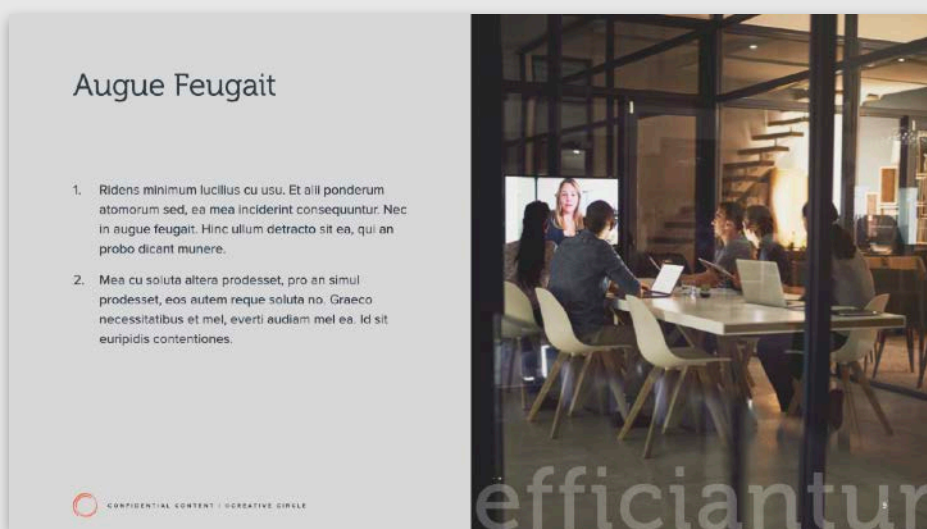 Augue Feugait
1. Ridens minimum lucilius cu usu. Et alii ponderum
atomorum sed, ea mea inciderint consequuntur. Nec
in augue feugait. Hinc ullum detracto sit ea, qui an
probo dicant munere.
2. Mea cu soluta altera prodesset, pro an simul
prodesset, eos autem reque soluta no. Graeco
necessitatibus et mel, everti audiam mel ea. Id sit
euripidis contentiones.
efficiantur
CONFIDENTIAL CONTENT | ©CREATIVE CIRCLE